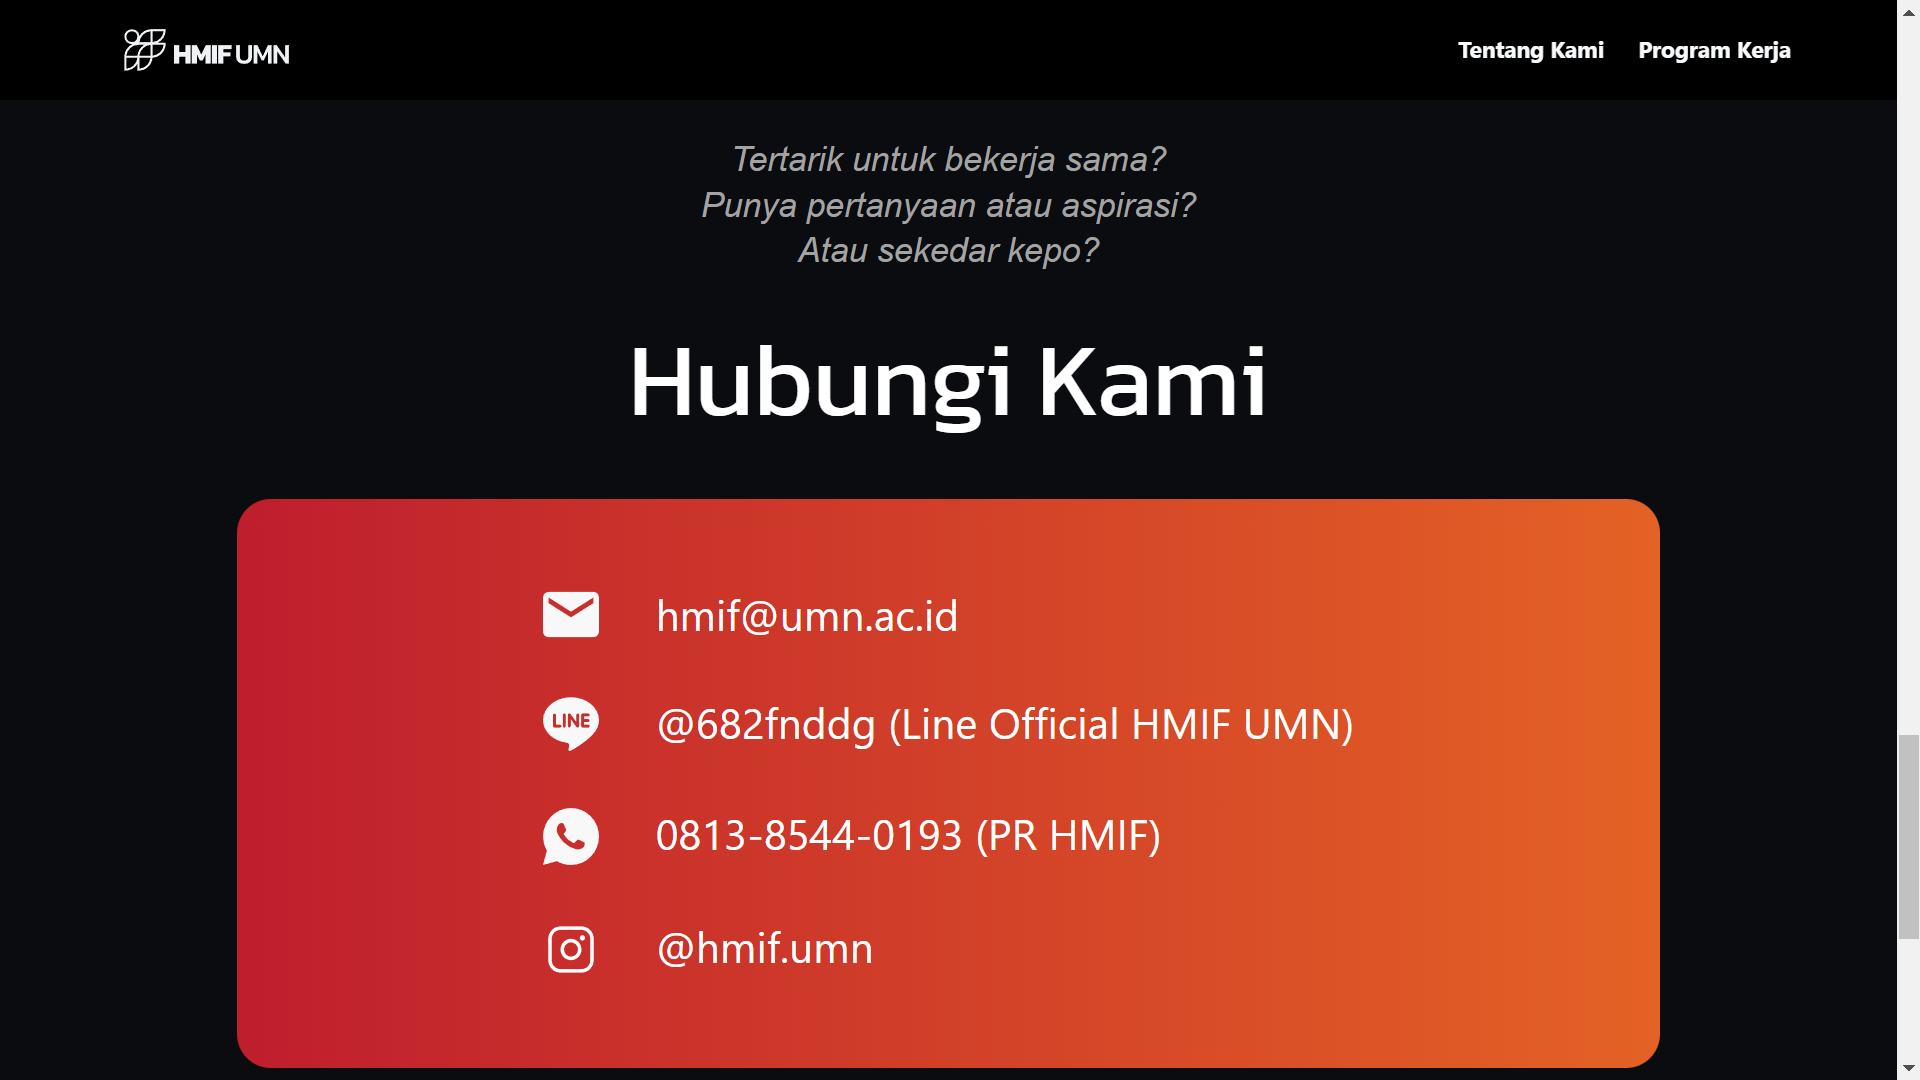 HMIF UMN
Tentang Kami
Program Kerja
Tertarik untuk bekerja sama?
Punya pertanyaan atau aspirasi?
Atau sekedar kepo?
Hubungi Kami
hmif@umn.ac.id
LINE
@682fnddg (Line Official HMIF UMN)
0813-8544-0193 (PR HMIF)
@hmif.umn